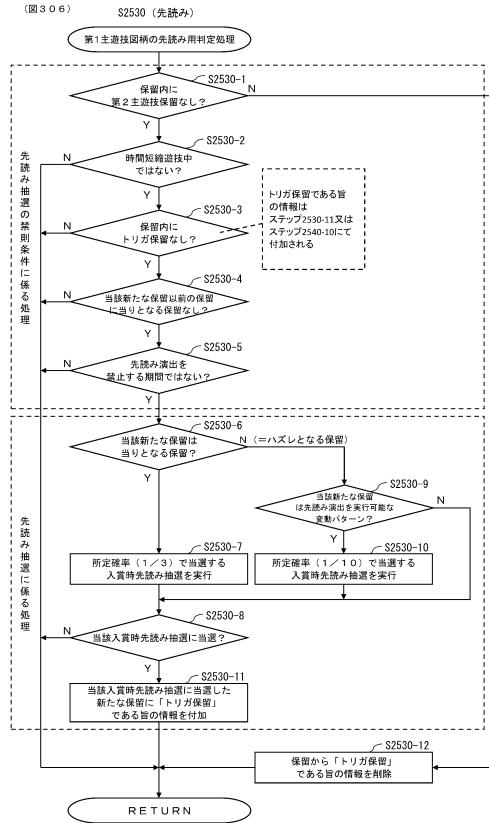 (図306)
S2530(先読み)
第1主遊技図柄の先読み用判定処理
先読み抽選の禁則条件に係る処理
S2530-1
保留内に
第2主遊技保留なし?
N
Y
S2530-2
時間短縮遊技中
ではない?
N
Y
S2530-3
保留内に
トリガ保留なし?
N
Y
トリガ保留である旨
の情報は
ステップ2530-11又は
ステップ2540-10にて
付加される
S2530-4
当該新たな保留以前の保留
に当りとなる保留なし?
N
Y
S2530-5
先読み演出を
禁止する期間ではない?
N
Y
先読み抽選に係る処理
S2530-6
当該新たな保留は
当りとなる保留?
N(=ハズレとなる保留)
Y
S2530-9
当該新たな保留
は先読み演出を実行可能な
変動パターン?
N
Y
S2530-7
所定確率(1/3)で当選する
入賞時先読み抽選を実行
S2530-10
所定確率(1/10)で当選する
入賞時先読み抽選を実行
S2530-8
当該入賞時先読み抽選に当選?
N
Y
S2530-11
当該入賞時先読み抽選に当選した
新たな保留に「トリガ保留」
である旨の情報を付加
S2530-12
保留から「トリガ保留」
である旨の情報を削除
RETURN